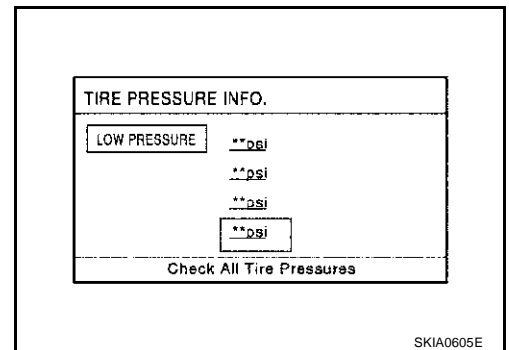 TIRE PRESSURE INFO.
LOW PRESSURE **psi
**psi
**psi
**psi
Check All Tire Pressures
SKIA0605E